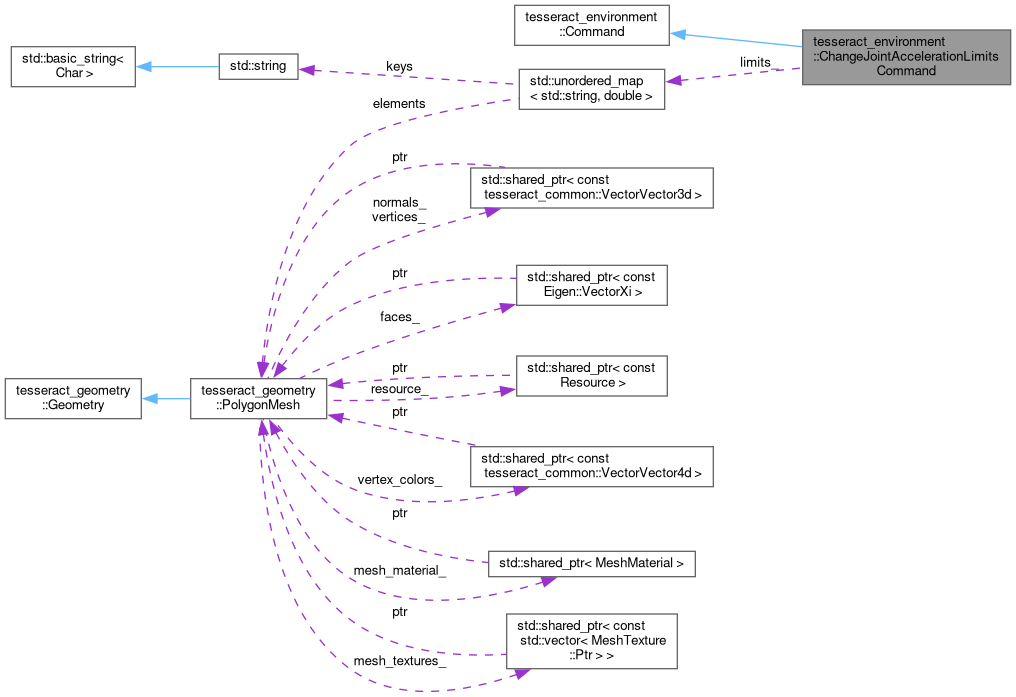 tesseract_environment
::Command
tesseract_environment
::ChangeJointAccelerationLimits
Command
std::basic_string<
Char >
std::string
keys
limits_
std::unordered_map
< std::string, double >
elements
ptr
std::shared_ptr< const
tesseract_common::VectorVector3d >
normals_
vertices_
ptr
std::shared_ptr< const
Eigen::VectorXi >
faces_
ptr
std::shared_ptr< const
Resource >
tesseract_geometry
::Geometry
tesseract_geometry
::PolygonMesh
resource_
ptr
std::shared_ptr< const
tesseract_common::VectorVector4d >
vertex_colors_
ptr
std::shared_ptr< MeshMaterial >
mesh_material_
ptr
std::shared_ptr< const
std::vector< MeshTexture
::Ptr > >
mesh_textures_